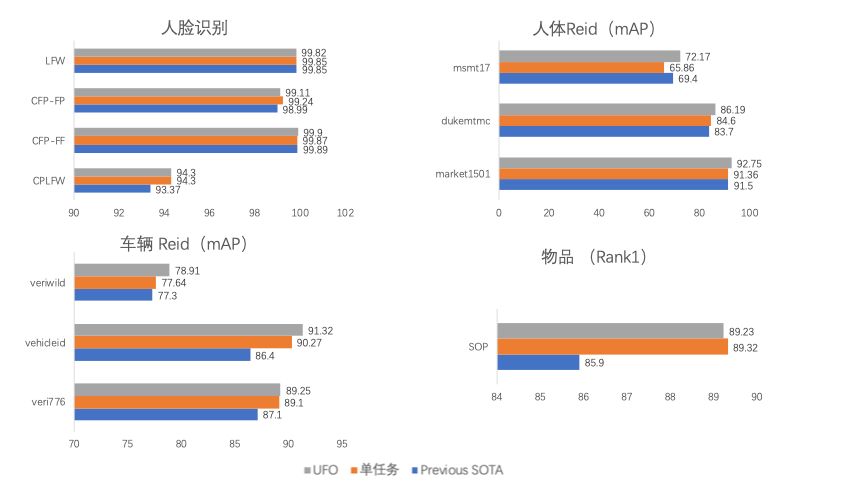 人脸识别
LFW
99.82
99.85
99.85
CFP-FP
99.11
99.24
98.99
CFP-FF
99.9
99.87
99.89
CPLFW
94.3
94.3
93.37
90 92 94 96 98 100 102
人体Reid（mAP）
msmt17
72.17
65.86
69.4
dukemtmc
86.19
84.6
83.7
market1501
92.75
91.36
91.5
0 20 40 60 80 100
车辆 Reid（mAP）
veriwild
78.91
77.64
77.3
vehicleid
91.32
90.27
86.4
veri776
89.25
89.1
87.1
70 75 80 85 90 95
物品 （Rank1）
SOP
89.23
89.32
85.9
84 85 86 87 88 89 90
UFO 单任务 Previous SOTA